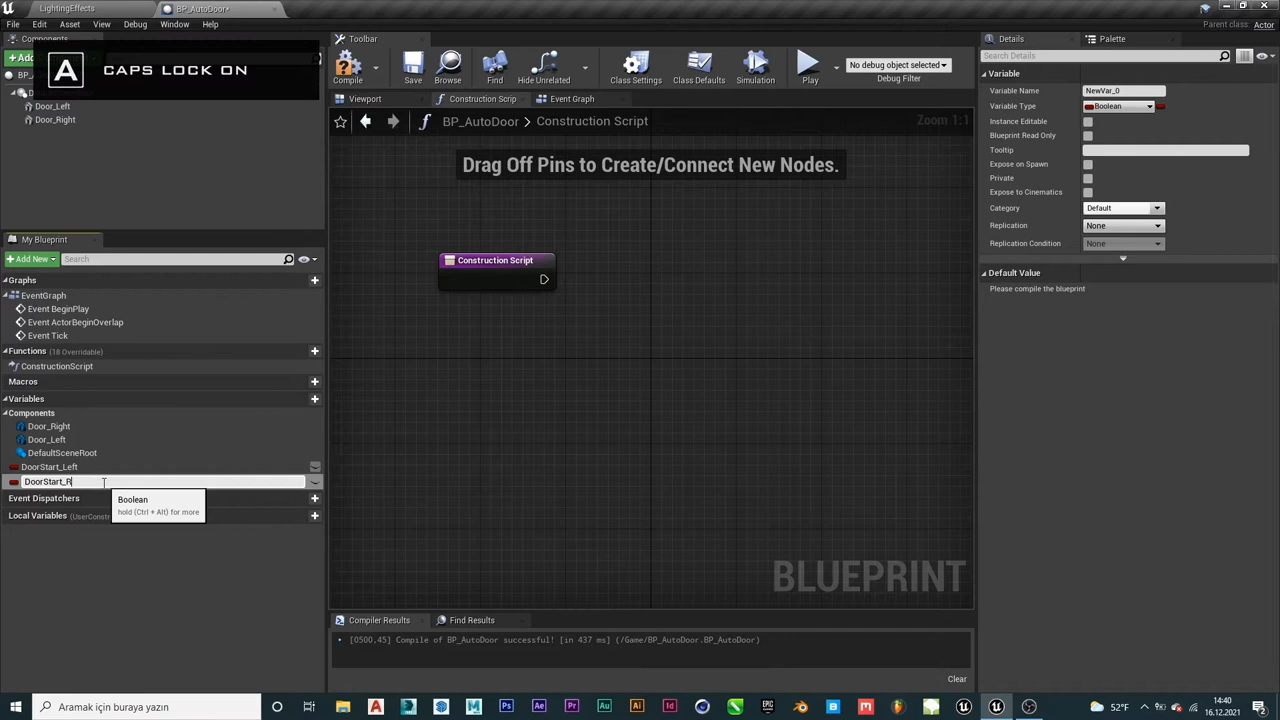 LightingEffects
BP_AutoDoor*
File
Edit
Asset
View
Debug
Window
Help
Parent class: Actor
Components
CAPS LOCK ON
Door_Left
Door_Right
Toolbar
Compile
Save
Browse
Find
Hide Unrelated
Class Settings
Class Defaults
Simulation
Play
No debug object selected
Debug Filter
Viewport
Construction Scrip
Event Graph
BP_AutoDoor > Construction Script
Zoom 1:1
Drag Off Pins to Create/Connect New Nodes.
Construction Script
BLUEPRINT
My Blueprint
Add New
Search
Graphs
EventGraph
Event BeginPlay
Event ActorBeginOverlap
Event Tick
Functions (18 Overridable)
ConstructionScript
Macros
Variables
Components
Door_Right
Door_Left
DefaultSceneRoot
DoorStart_Left
DoorStart_R
Event Dispatchers
Local Variables (UserConstr
Boolean
hold (Ctrl + Alt) for more
Compiler Results
Find Results
[0500,45] Compile of BP_AutoDoor successful! [in 437 ms] (/Game/BP_AutoDoor.BP_AutoDoor)
Clear
Details
Palette
Search Details
Variable
Variable Name
NewVar_0
Variable Type
Boolean
Instance Editable
Blueprint Read Only
Tooltip
Expose on Spawn
Private
Expose to Cinematics
Category
Default
Replication
None
Replication Condition
None
Default Value
Please compile the blueprint
Aramak için buraya yazın
52°F
14:40
16.12.2021